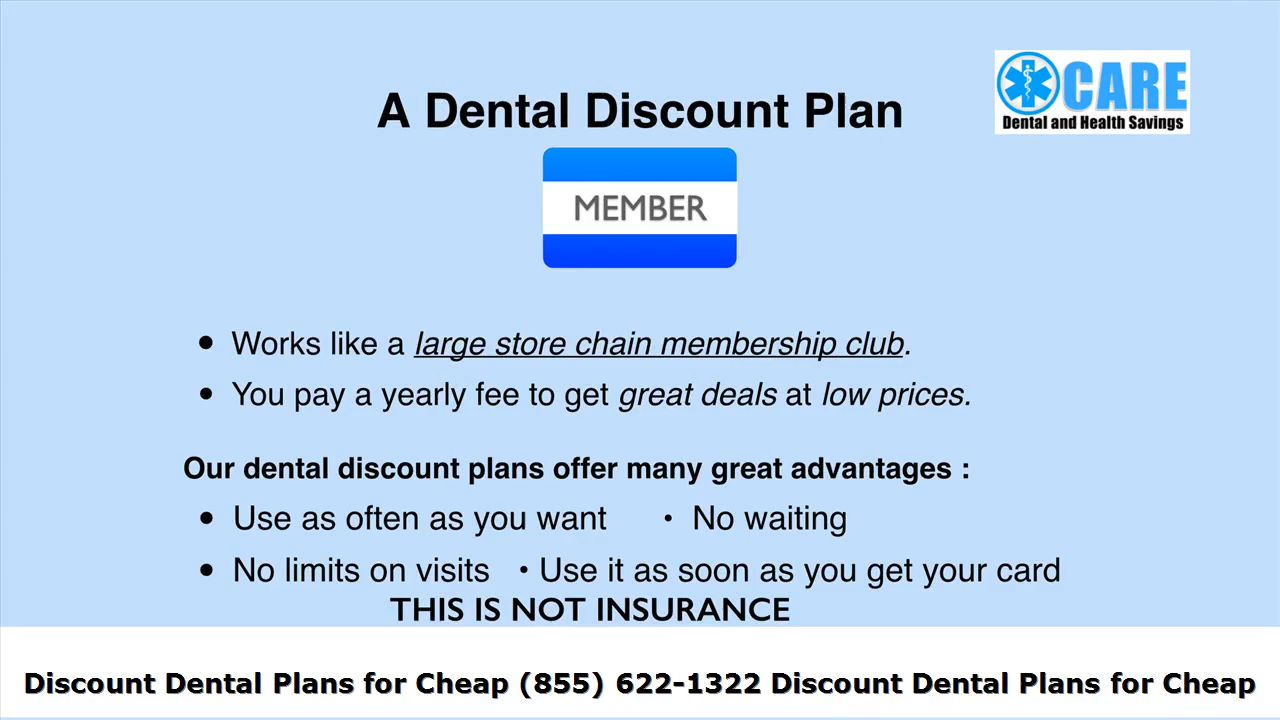 CARE
Dental and Health Savings
A Dental Discount Plan
MEMBER
• Works like a large store chain membership club.
• You pay a yearly fee to get great deals at low prices.
Our dental discount plans offer many great advantages :
• Use as often as you want • No waiting
• No limits on visits • Use it as soon as you get your card
THIS IS NOT INSURANCE
Discount Dental Plans for Cheap (855) 622-1322 Discount Dental Plans for Cheap